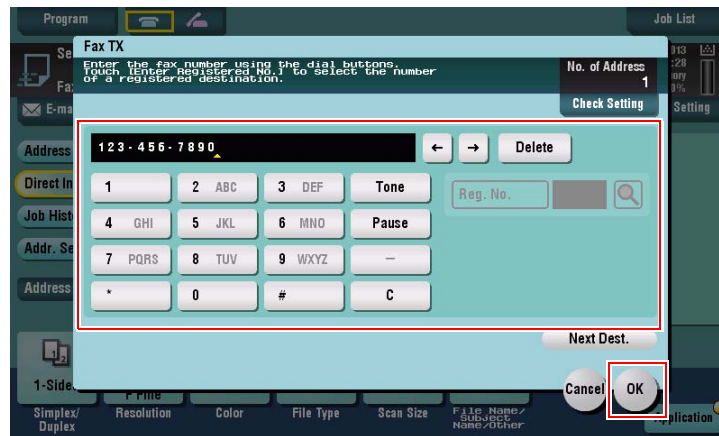 Program
Job List
Fax TX
Enter the fax number using the dial buttons.
Touch [Enter Registered No.] to select the number
of a registered destination.
No. of Address
1
Check Setting
Se
Fa
E-ma
Setting
Address
Direct In
Job Hist
Addr. Se
Address
123-456-7890
← → Delete
1 2 ABC 3 DEF Tone
Reg. No.
4 GHI 5 JKL 6 MNO Pause
7 PQRS 8 TUV 9 WXYZ –
* 0 # C
Next Dest.
Cancel OK
1-Side
F Fine
Simplex/
Duplex
Resolution
Color
File Type
Scan Size
File Name/
Subject
Name/Other
Application